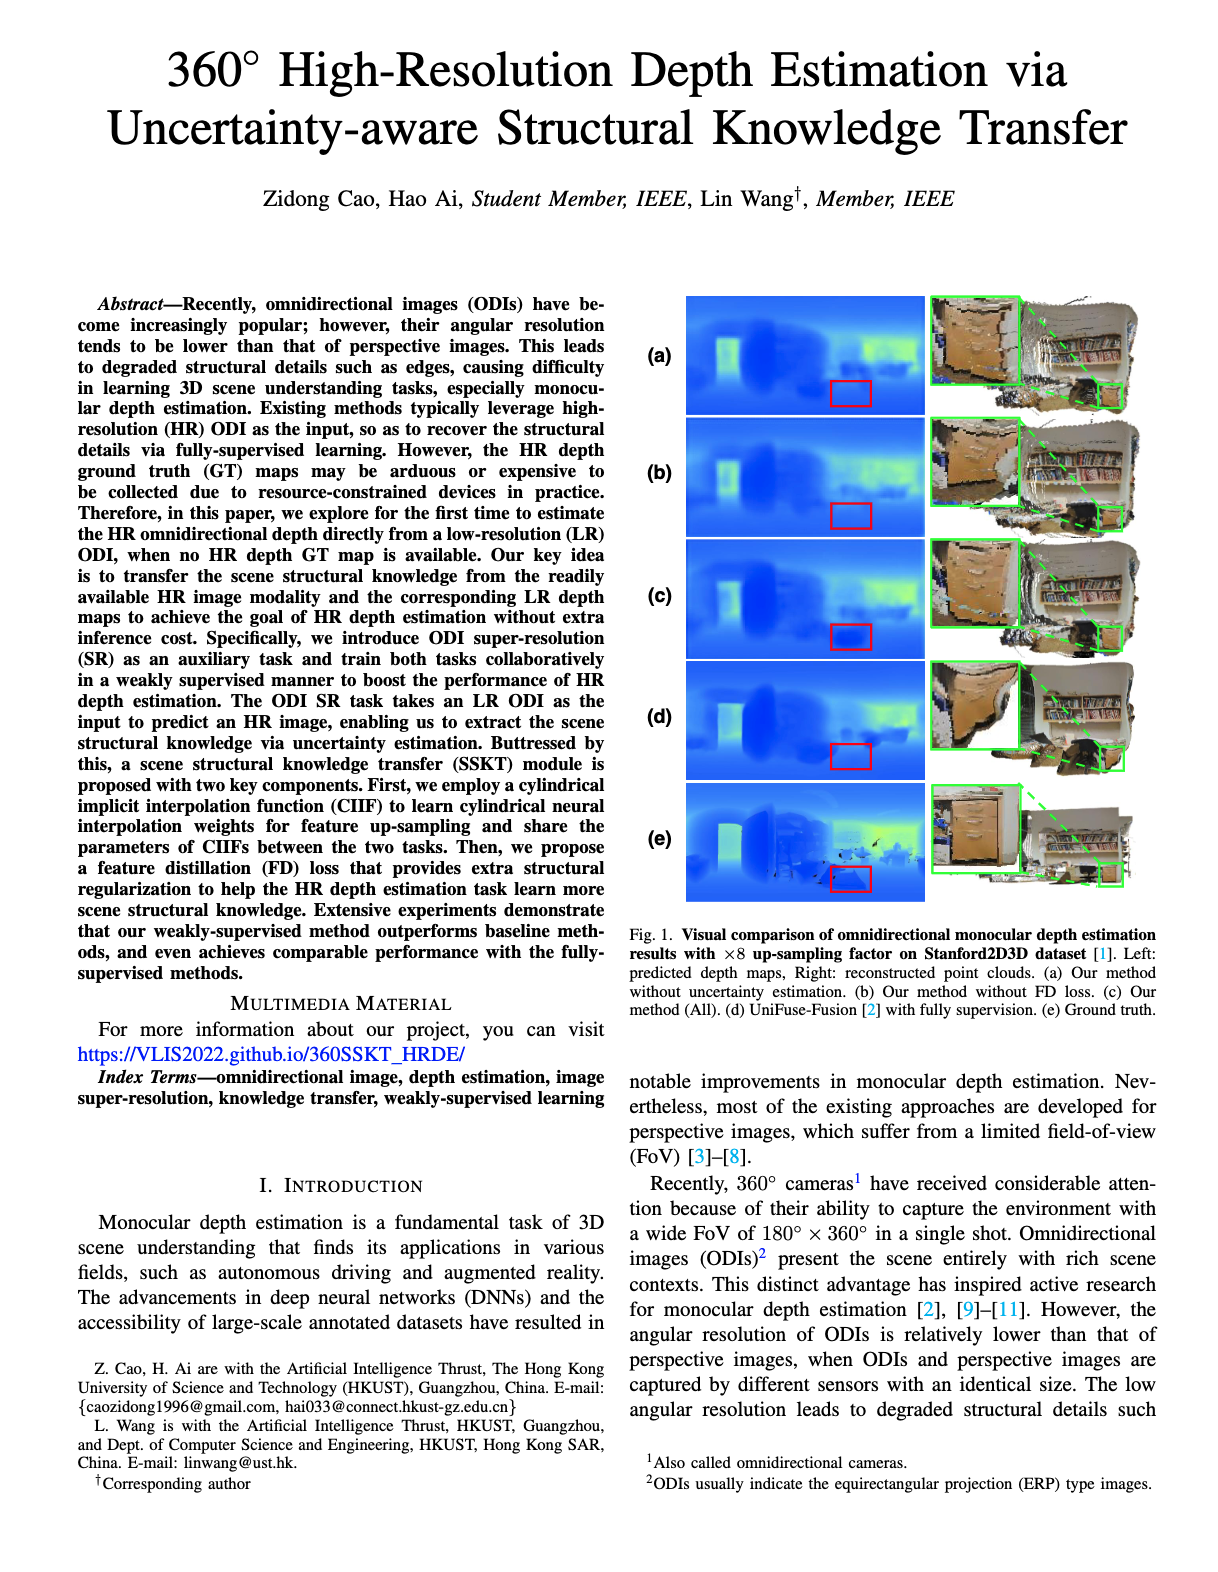 360° High-Resolution Depth Estimation via
Uncertainty-aware Structural Knowledge Transfer
Zidong Cao, Hao Ai, Student Member, IEEE, Lin Wang†, Member, IEEE
Abstract—Recently, omnidirectional images (ODIs) have be-
come increasingly popular; however, their angular resolution
tends to be lower than that of perspective images. This leads
to degraded structural details such as edges, causing difficulty
in learning 3D scene understanding tasks, especially monocu-
lar depth estimation. Existing methods typically leverage high-
resolution (HR) ODI as the input, so as to recover the structural
details via fully-supervised learning. However, the HR depth
ground truth (GT) maps may be arduous or expensive to
be collected due to resource-constrained devices in practice.
Therefore, in this paper, we explore for the first time to estimate
the HR omnidirectional depth directly from a low-resolution (LR)
ODI, when no HR depth GT map is available. Our key idea
is to transfer the scene structural knowledge from the readily
available HR image modality and the corresponding LR depth
maps to achieve the goal of HR depth estimation without extra
inference cost. Specifically, we introduce ODI super-resolution
(SR) as an auxiliary task and train both tasks collaboratively
in a weakly supervised manner to boost the performance of HR
depth estimation. The ODI SR task takes an LR ODI as the
input to predict an HR image, enabling us to extract the scene
structural knowledge via uncertainty estimation. Buttressed by
this, a scene structural knowledge transfer (SSKT) module is
proposed with two key components. First, we employ a cylindrical
implicit interpolation function (CIIF) to learn cylindrical neural
interpolation weights for feature up-sampling and share the
parameters of CIIFs between the two tasks. Then, we propose
a feature distillation (FD) loss that provides extra structural
regularization to help the HR depth estimation task learn more
scene structural knowledge. Extensive experiments demonstrate
that our weakly-supervised method outperforms baseline meth-
ods, and even achieves comparable performance with the fully-
supervised methods.
MULTIMEDIA MATERIAL
For more information about our project, you can visit
https://VLIS2022.github.io/360SSKT_HRDE/
Index Terms—omnidirectional image, depth estimation, image
super-resolution, knowledge transfer, weakly-supervised learning
I. INTRODUCTION
Monocular depth estimation is a fundamental task of 3D
scene understanding that finds its applications in various
fields, such as autonomous driving and augmented reality.
The advancements in deep neural networks (DNNs) and the
accessibility of large-scale annotated datasets have resulted in
Z. Cao, H. Ai are with the Artificial Intelligence Thrust, The Hong Kong
University of Science and Technology (HKUST), Guangzhou, China. E-mail:
{caozidong1996@gmail.com, hai033@connect.hkust-gz.edu.cn}
L. Wang is with the Artificial Intelligence Thrust, HKUST, Guangzhou,
and Dept. of Computer Science and Engineering, HKUST, Hong Kong SAR,
China. E-mail: linwang@ust.hk.
†Corresponding author
(a)
(b)
(c)
(d)
(e)
Fig. 1. Visual comparison of omnidirectional monocular depth estimation
results with ×8 up-sampling factor on Stanford2D3D dataset [1]. Left:
predicted depth maps, Right: reconstructed point clouds. (a) Our method
without uncertainty estimation. (b) Our method without FD loss. (c) Our
method (All). (d) UniFuse-Fusion [2] with fully supervision. (e) Ground truth.
notable improvements in monocular depth estimation. Nev-
ertheless, most of the existing approaches are developed for
perspective images, which suffer from a limited field-of-view
(FoV) [3]–[8].
Recently, 360° cameras1 have received considerable atten-
tion because of their ability to capture the environment with
a wide FoV of 180° × 360° in a single shot. Omnidirectional
images (ODIs)2 present the scene entirely with rich scene
contexts. This distinct advantage has inspired active research
for monocular depth estimation [2], [9]–[11]. However, the
angular resolution of ODIs is relatively lower than that of
perspective images, when ODIs and perspective images are
captured by different sensors with an identical size. The low
angular resolution leads to degraded structural details such
1Also called omnidirectional cameras.
2ODIs usually indicate the equirectangular projection (ERP) type images.